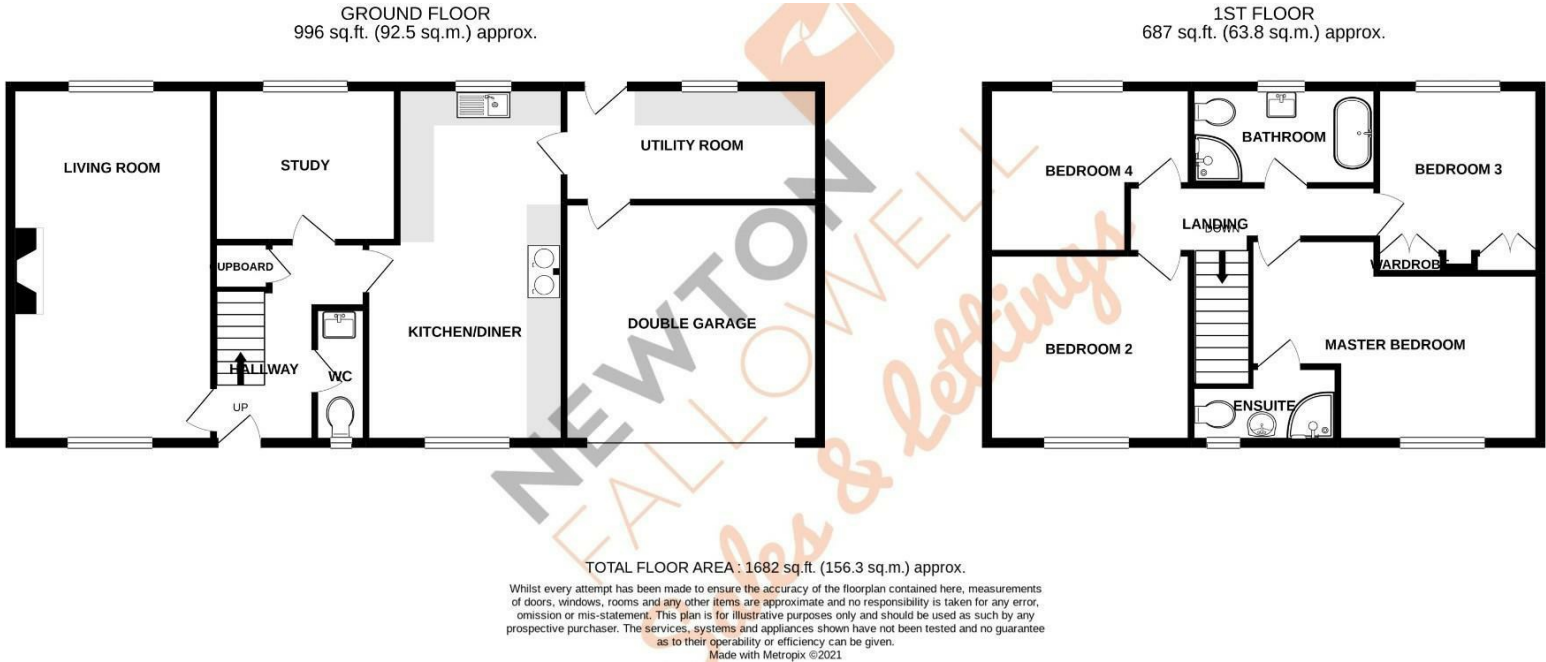 GROUND FLOOR
996 sq.ft. (92.5 sq.m.) approx.
1ST FLOOR
687 sq.ft. (63.8 sq.m.) approx.
LIVING ROOM
STUDY
UTILITY ROOM
UPBOARD
KITCHEN/DINER
DOUBLE GARAGE
HALLWAY
WC
UP
BATHROOM
BEDROOM 4
BEDROOM 3
LANDING
DOWN
WARDROBE
BEDROOM 2
MASTER BEDROOM
ENSUITE
NEWTON
FALLOWELL
Sales & lettings
TOTAL FLOOR AREA : 1682 sq.ft. (156.3 sq.m.) approx.
Whilst every attempt has been made to ensure the accuracy of the floorplan contained here, measurements
of doors, windows, rooms and any other items are approximate and no responsibility is taken for any error,
omission or mis-statement. This plan is for illustrative purposes only and should be used as such by any
prospective purchaser. The services, systems and appliances shown have not been tested and no guarantee
as to their operability or efficiency can be given.
Made with Metropix ©2021